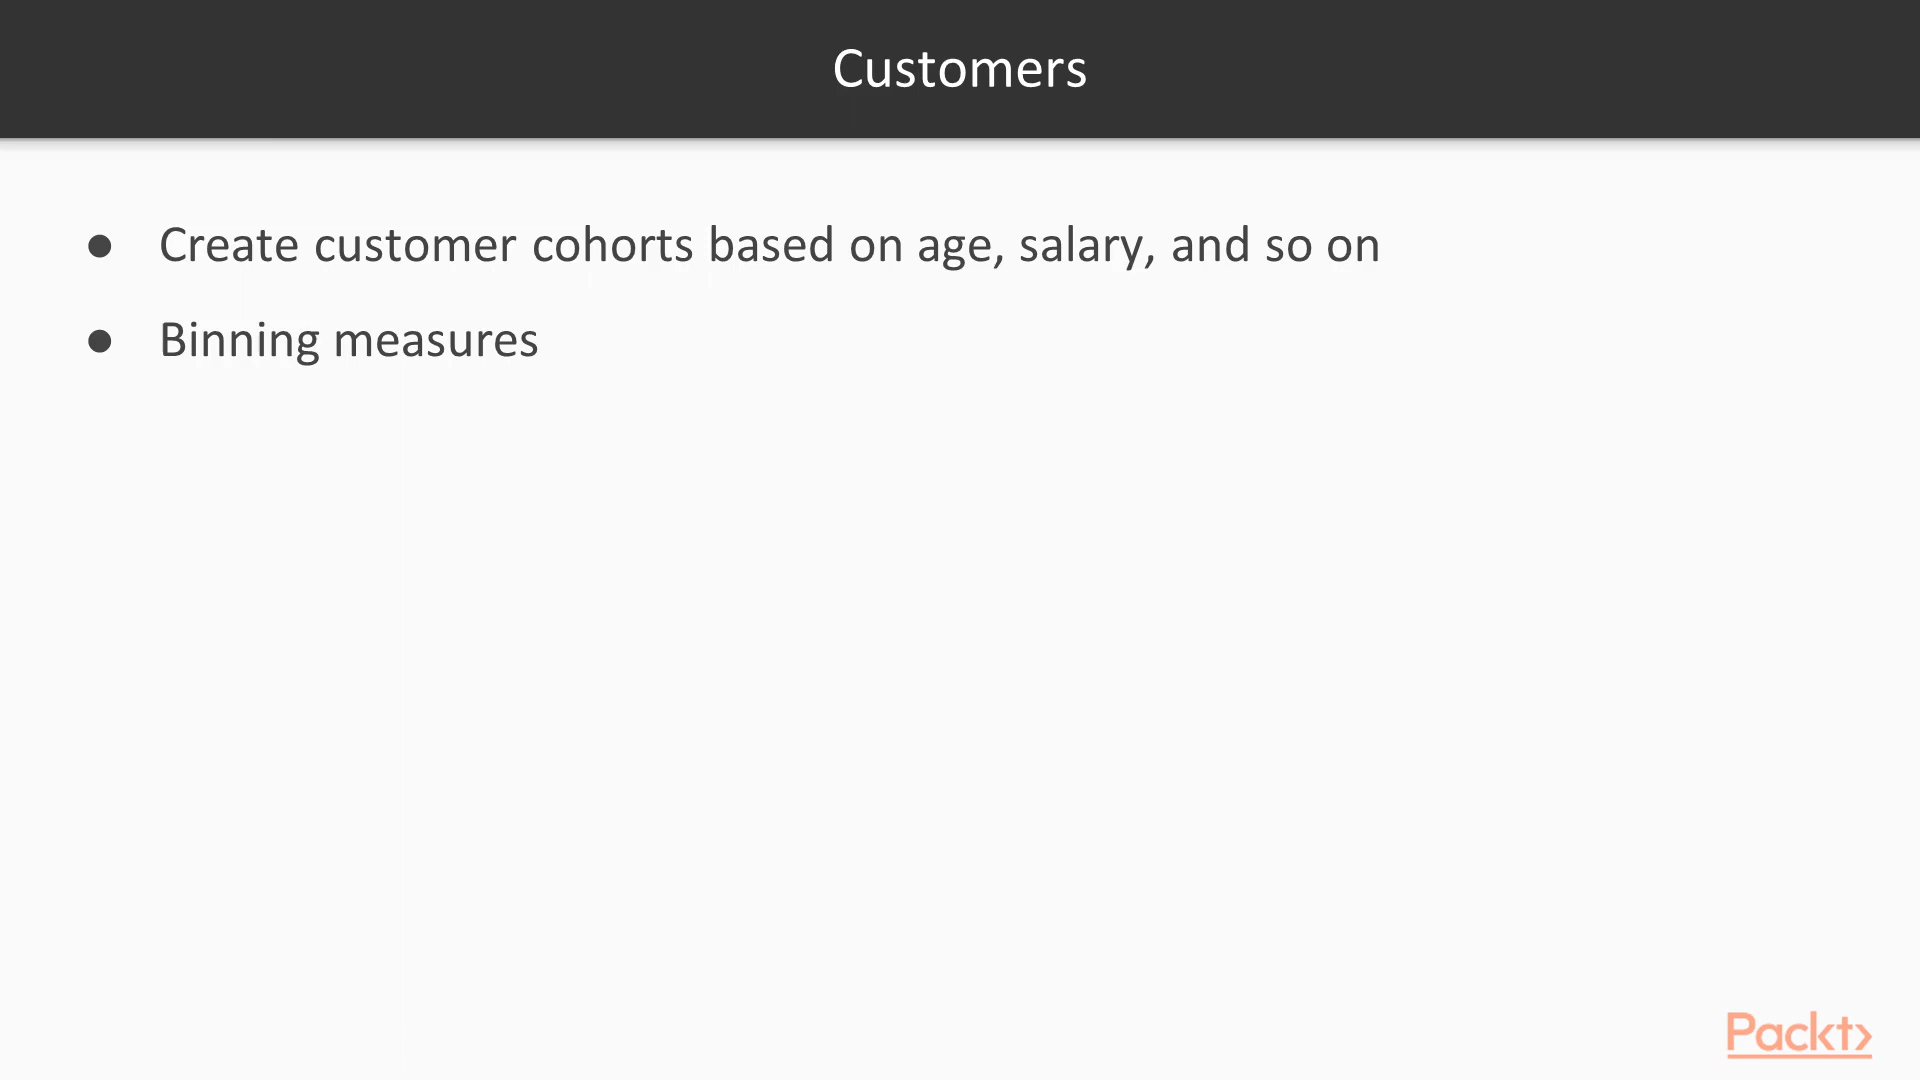 Customers
● Create customer cohorts based on age, salary, and so on
● Binning measures
Packt>